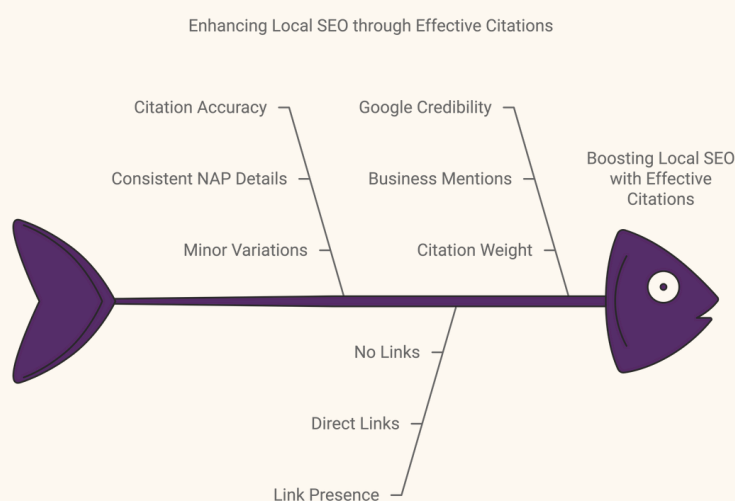 Enhancing Local SEO through Effective Citations
Citation Accuracy
Google Credibility
Boosting Local SEO
with Effective
Citations
Consistent NAP Details
Business Mentions
Minor Variations
Citation Weight
No Links
Direct Links
Link Presence